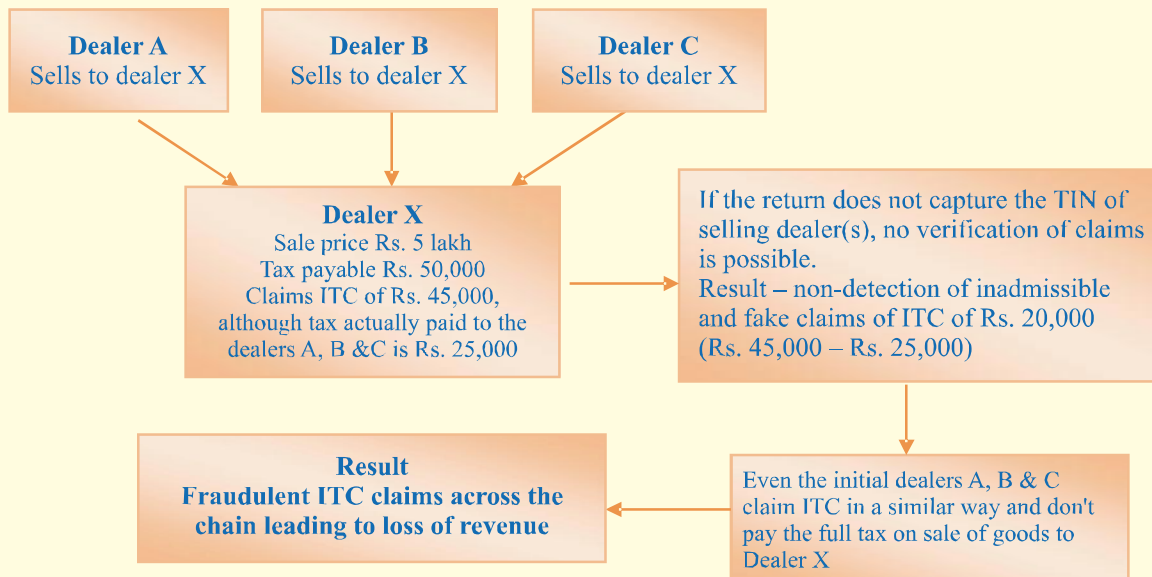 Dealer A
Sells to dealer X
Dealer B
Sells to dealer X
Dealer C
Sells to dealer X
Dealer X
Sale price Rs. 5 lakh
Tax payable Rs. 50,000
Claims ITC of Rs. 45,000,
although tax actually paid to the
dealers A, B &C is Rs. 25,000
If the return does not capture the TIN of
selling dealer(s), no verification of claims
is possible.
Result – non-detection of inadmissible
and fake claims of ITC of Rs. 20,000
(Rs. 45,000 – Rs. 25,000)
Even the initial dealers A, B & C
claim ITC in a similar way and don't
pay the full tax on sale of goods to
Dealer X
Result
Fraudulent ITC claims across the
chain leading to loss of revenue